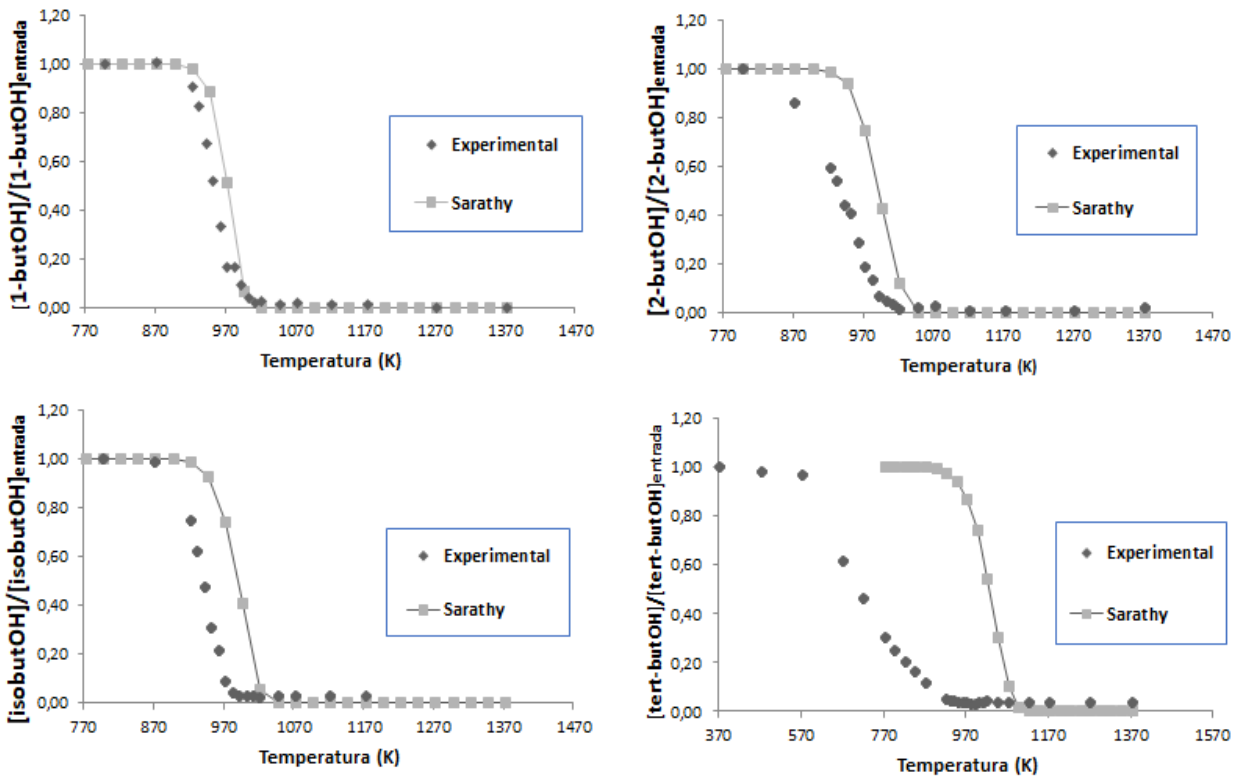 [1-butOH]/[1-butOH]entrada
1,20
1,00
0,80
0,60
0,40
0,20
0,00
770 870 970 1070 1170 1270 1370 1470
Temperatura (K)
Experimental
Sarathy
[2-butOH]/[2-butOH]entrada
1,20
1,00
0,80
0,60
0,40
0,20
0,00
770 870 970 1070 1170 1270 1370 1470
Temperatura (K)
Experimental
Sarathy
[isobutOH]/[isobutOH]entrada
1,20
1,00
0,80
0,60
0,40
0,20
0,00
770 870 970 1070 1170 1270 1370 1470
Temperatura (K)
Experimental
Sarathy
[tert-butOH]/[tert-butOH]entrada
1,20
1,00
0,80
0,60
0,40
0,20
0,00
370 570 770 970 1170 1370 1570
Temperatura (K)
Experimental
Sarathy